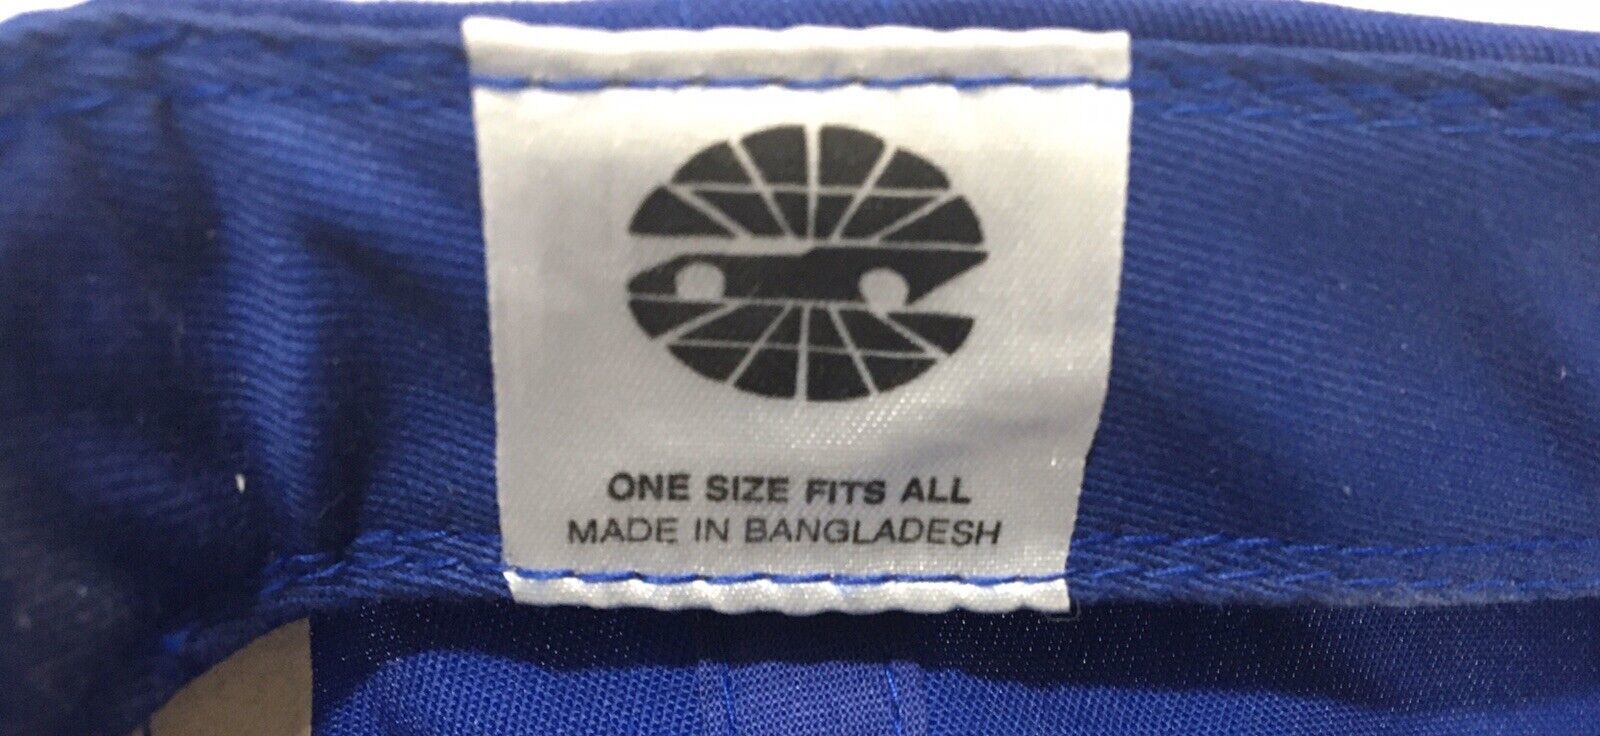 ONE SIZE FITS ALL
MADE IN BANGLADESH